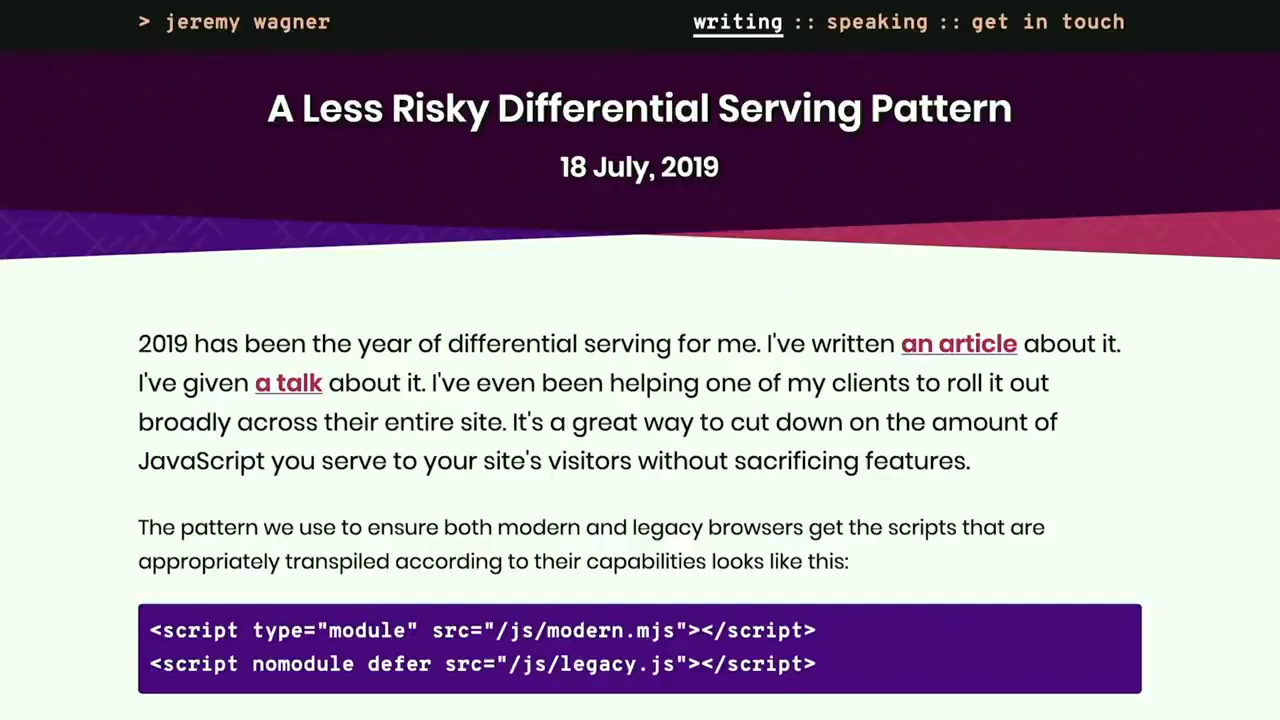 > jeremy wagner
writing :: speaking :: get in touch
A Less Risky Differential Serving Pattern
18 July, 2019
2019 has been the year of differential serving for me. I've written an article about it.
I've given a talk about it. I've even been helping one of my clients to roll it out
broadly across their entire site. It's a great way to cut down on the amount of
JavaScript you serve to your site's visitors without sacrificing features.
The pattern we use to ensure both modern and legacy browsers get the scripts that are
appropriately transpiled according to their capabilities looks like this:
<script type="module" src="/js/modern.mjs"></script>
<script nomodule defer src="/js/legacy.js"></script>